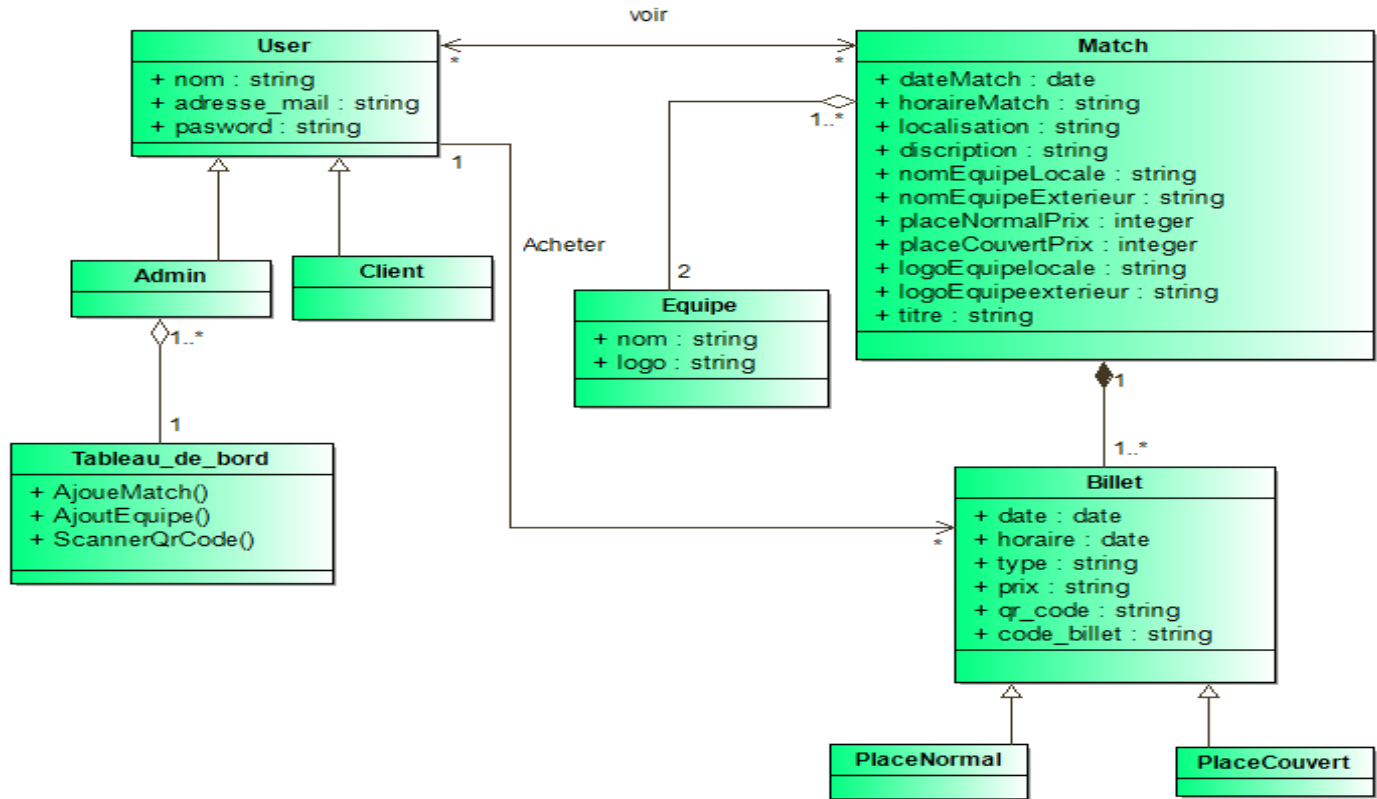 voir
User
+ nom : string
+ adresse_mail : string
+ pasword : string
*
*
1
Match
+ dateMatch : date
+ horaireMatch : string
+ localisation : string
+ discription : string
+ nomEquipeLocale : string
+ nomEquipeExterieur : string
+ placeNormalPrix : integer
+ placeCouvertPrix : integer
+ logoEquipelocale : string
+ logoEquipeexterieur : string
+ titre : string
1..*
Acheter
2
Admin
Client
Equipe
+ nom : string
+ logo : string
1..*
1
1
1..*
Tableau_de_bord
+ AjoueMatch()
+ AjoutEquipe()
+ ScannerQrCode()
*
Billet
+ date : date
+ horaire : date
+ type : string
+ prix : string
+ qr_code : string
+ code_billet : string
PlaceNormal
PlaceCouvert